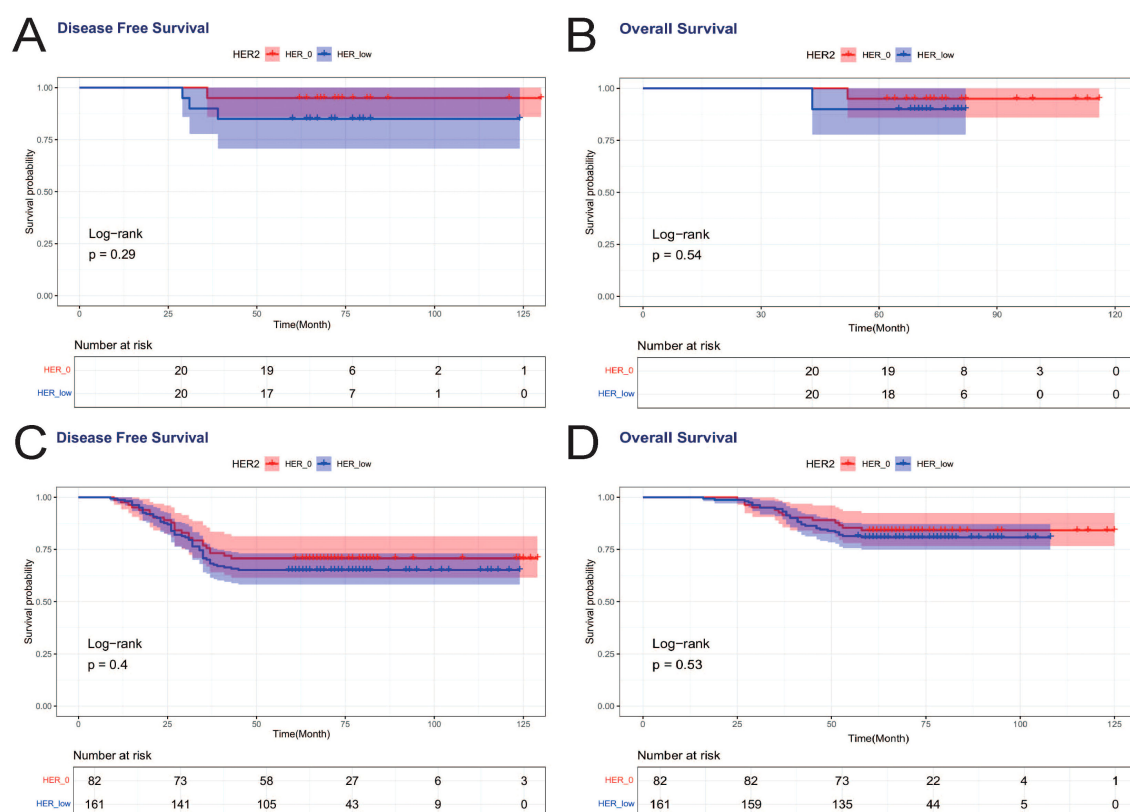 A Disease Free Survival
HER2 HER_0 HER_low
1.00
0.75
0.50
0.25
0.00
Survival probability
Log-rank
p = 0.29
0 25 50 75 100 125
Time(Month)
Number at risk
HER_0 20 19 6 2 1
HER_low 20 17 7 1 0
B Overall Survival
HER2 HER_0 HER_low
1.00
0.75
0.50
0.25
0.00
Survival probability
Log-rank
p = 0.54
0 30 60 90 120
Time(Month)
Number at risk
HER_0 20 19 8 3 0
HER_low 20 18 6 0 0
C Disease Free Survival
HER2 HER_0 HER_low
1.00
0.75
0.50
0.25
0.00
Survival probability
Log-rank
p = 0.4
0 25 50 75 100 125
Time(Month)
Number at risk
HER_0 82 73 58 27 6 3
HER_low 161 141 105 43 9 0
D Overall Survival
HER2 HER_0 HER_low
1.00
0.75
0.50
0.25
0.00
Survival probability
Log-rank
p = 0.53
0 25 50 75 100 125
Time(Month)
Number at risk
HER_0 82 82 73 22 4 1
HER_low 161 159 135 44 5 0